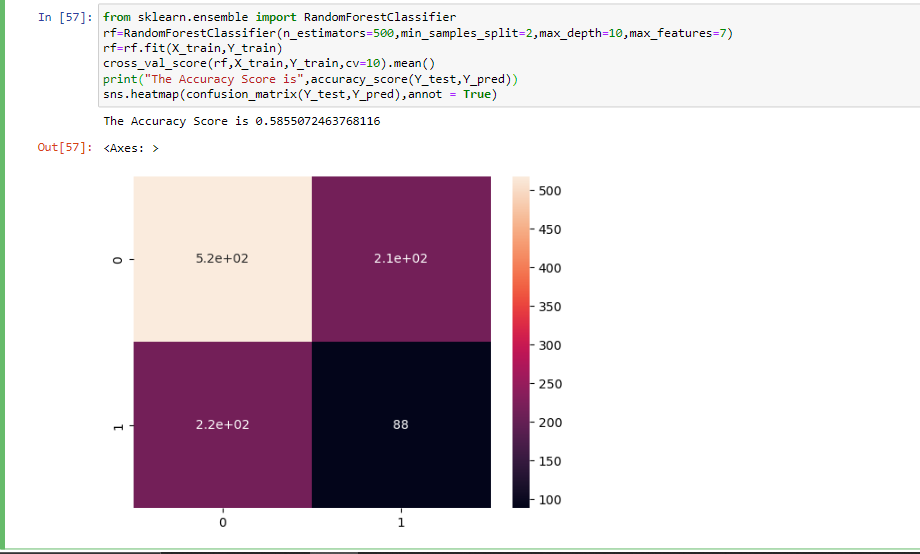 In [57]: from sklearn.ensemble import RandomForestClassifier
rf=RandomForestClassifier(n_estimators=500,min_samples_split=2,max_depth=10,max_features=7)
rf=rf.fit(X_train,Y_train)
cross_val_score(rf,X_train,Y_train,cv=10).mean()
print("The Accuracy Score is",accuracy_score(Y_test,Y_pred))
sns.heatmap(confusion_matrix(Y_test,Y_pred),annot = True)
The Accuracy Score is 0.5855072463768116
Out[57]: <Axes: >
0
5.2e+02
2.1e+02
1
2.2e+02
88
0
1
500
450
400
350
300
250
200
150
100